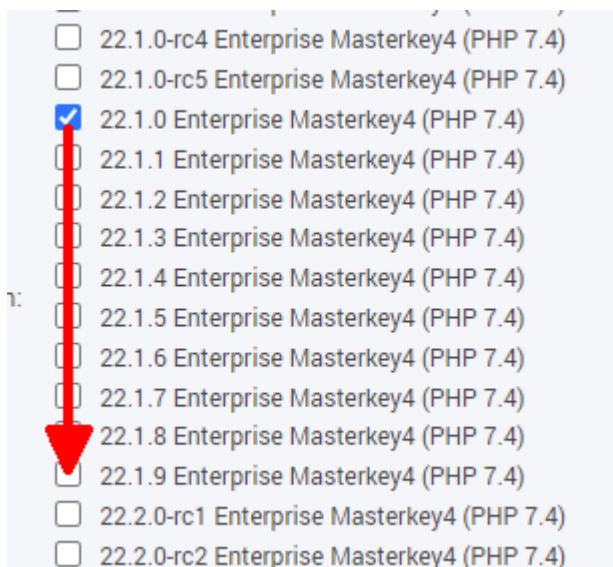 22.1.0-rc4 Enterprise Masterkey4 (PHP 7.4)
22.1.0-rc5 Enterprise Masterkey4 (PHP 7.4)
22.1.0 Enterprise Masterkey4 (PHP 7.4)
22.1.1 Enterprise Masterkey4 (PHP 7.4)
22.1.2 Enterprise Masterkey4 (PHP 7.4)
22.1.3 Enterprise Masterkey4 (PHP 7.4)
22.1.4 Enterprise Masterkey4 (PHP 7.4)
n:
22.1.5 Enterprise Masterkey4 (PHP 7.4)
22.1.6 Enterprise Masterkey4 (PHP 7.4)
22.1.7 Enterprise Masterkey4 (PHP 7.4)
22.1.8 Enterprise Masterkey4 (PHP 7.4)
22.1.9 Enterprise Masterkey4 (PHP 7.4)
22.2.0-rc1 Enterprise Masterkey4 (PHP 7.4)
22.2.0-rc2 Enterprise Masterkey4 (PHP 7.4)